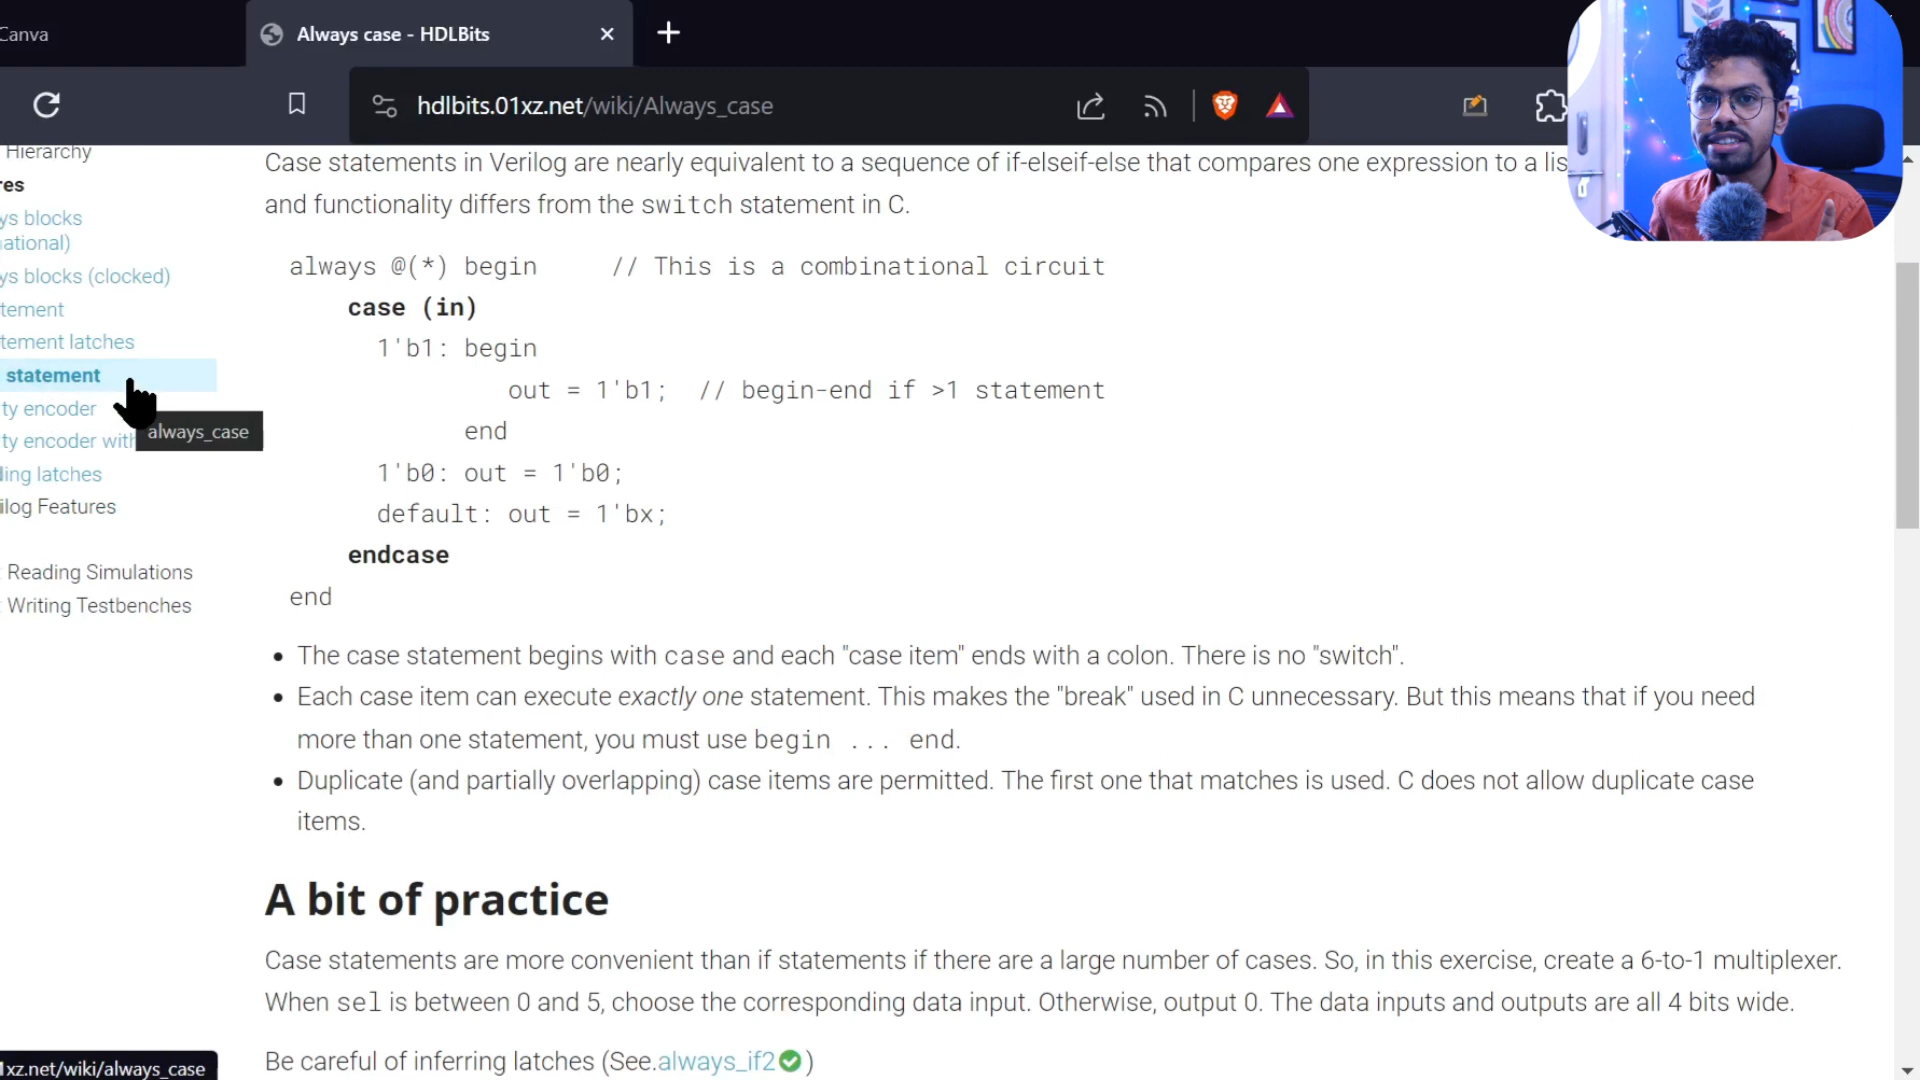 Canva
Always case - HDLBits
hdlbits.01xz.net/wiki/Always_case
Hierarchy
res
ys blocks
national)
ys blocks (clocked)
tement
tement latches
statement
ty encoder
ty encoder with
always_case
ling latches
ilog Features
: Reading Simulations
: Writing Testbenches
1xz.net/wiki/always_case
Case statements in Verilog are nearly equivalent to a sequence of if-elseif-else that compares one expression to a lis
and functionality differs from the switch statement in C.
always @(*) begin // This is a combinational circuit
case (in)
1'b1: begin
out = 1'b1; // begin-end if >1 statement
end
1'b0: out = 1'b0;
default: out = 1'bx;
endcase
end
• The case statement begins with case and each "case item" ends with a colon. There is no "switch".
• Each case item can execute exactly one statement. This makes the "break" used in C unnecessary. But this means that if you need
more than one statement, you must use begin ... end.
• Duplicate (and partially overlapping) case items are permitted. The first one that matches is used. C does not allow duplicate case
items.
A bit of practice
Case statements are more convenient than if statements if there are a large number of cases. So, in this exercise, create a 6-to-1 multiplexer.
When sel is between 0 and 5, choose the corresponding data input. Otherwise, output 0. The data inputs and outputs are all 4 bits wide.
Be careful of inferring latches (See.always_if2 )